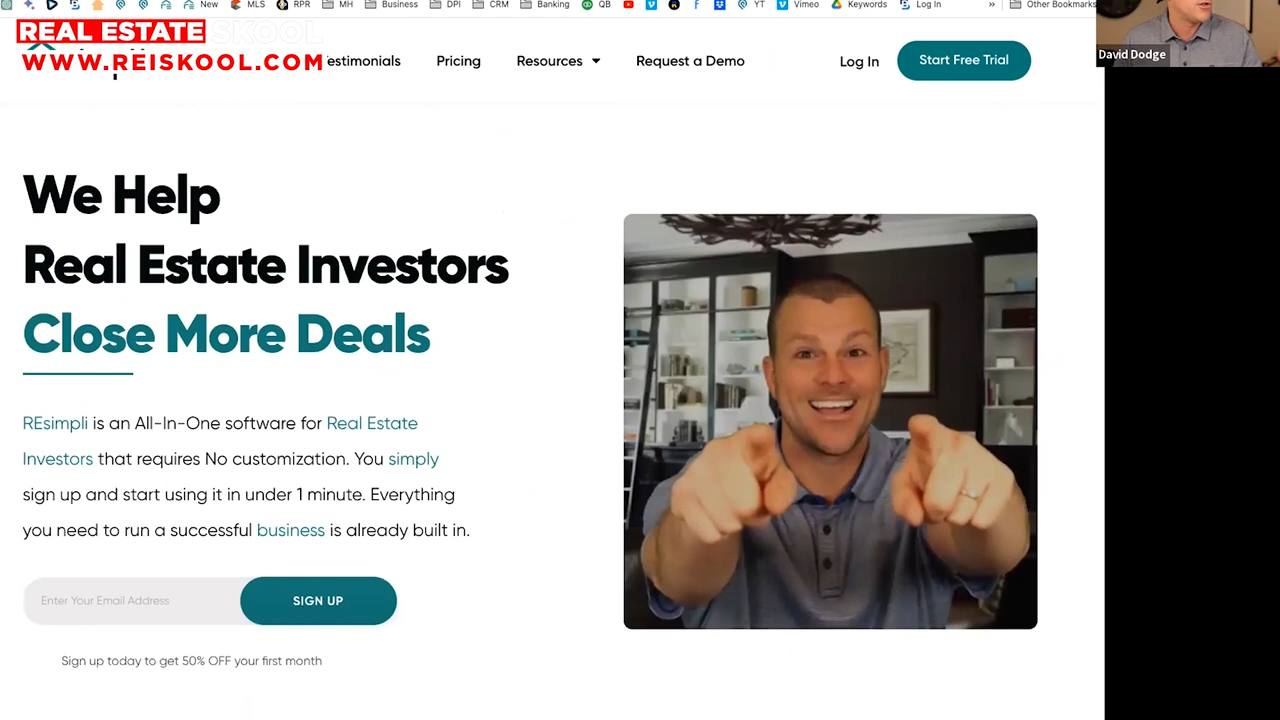 New
MLS
RPR
MH
Business
DPI
CRM
Banking
QB
YT
Vimeo
Keywords
Log In
»
Other Bookmarks
REAL ESTATE SKOOL
WWW.REISKOOL.COM
Testimonials
Pricing
Resources
Request a Demo
Log In
Start Free Trial
David Dodge
We Help
Real Estate Investors
Close More Deals
REsimpli is an All-In-One software for Real Estate
Investors that requires No customization. You simply
sign up and start using it in under 1 minute. Everything
you need to run a successful business is already built in.
Enter Your Email Address
SIGN UP
Sign up today to get 50% OFF your first month